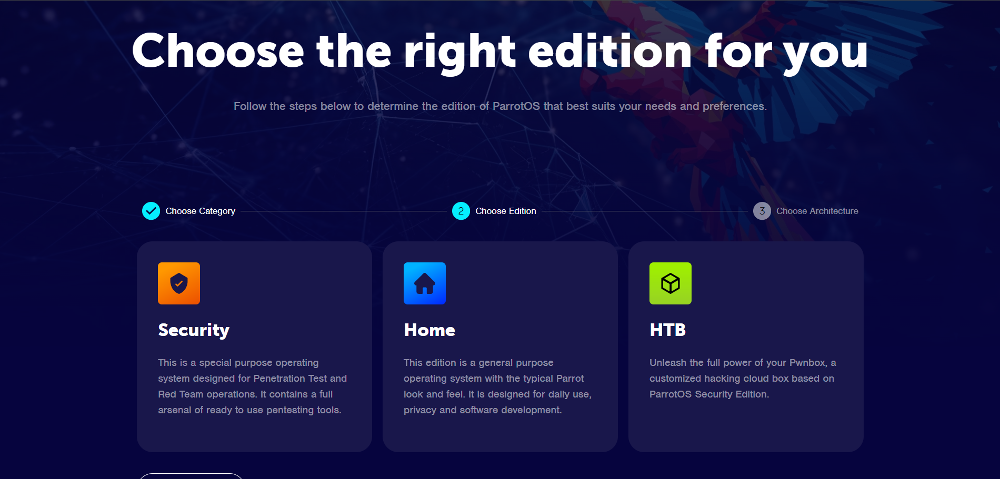 Choose the right edition for you
Follow the steps below to determine the edition of ParrotOS that best suits your needs and preferences.
Choose Category
2 Choose Edition
3 Choose Architecture
Security
This is a special purpose operating
system designed for Penetration Test and
Red Team operations. It contains a full
arsenal of ready to use pentesting tools.
Home
This edition is a general purpose
operating system with the typical Parrot
look and feel. It is designed for daily use,
privacy and software development.
HTB
Unleash the full power of your Pwnbox, a
customized hacking cloud box based on
ParrotOS Security Edition.